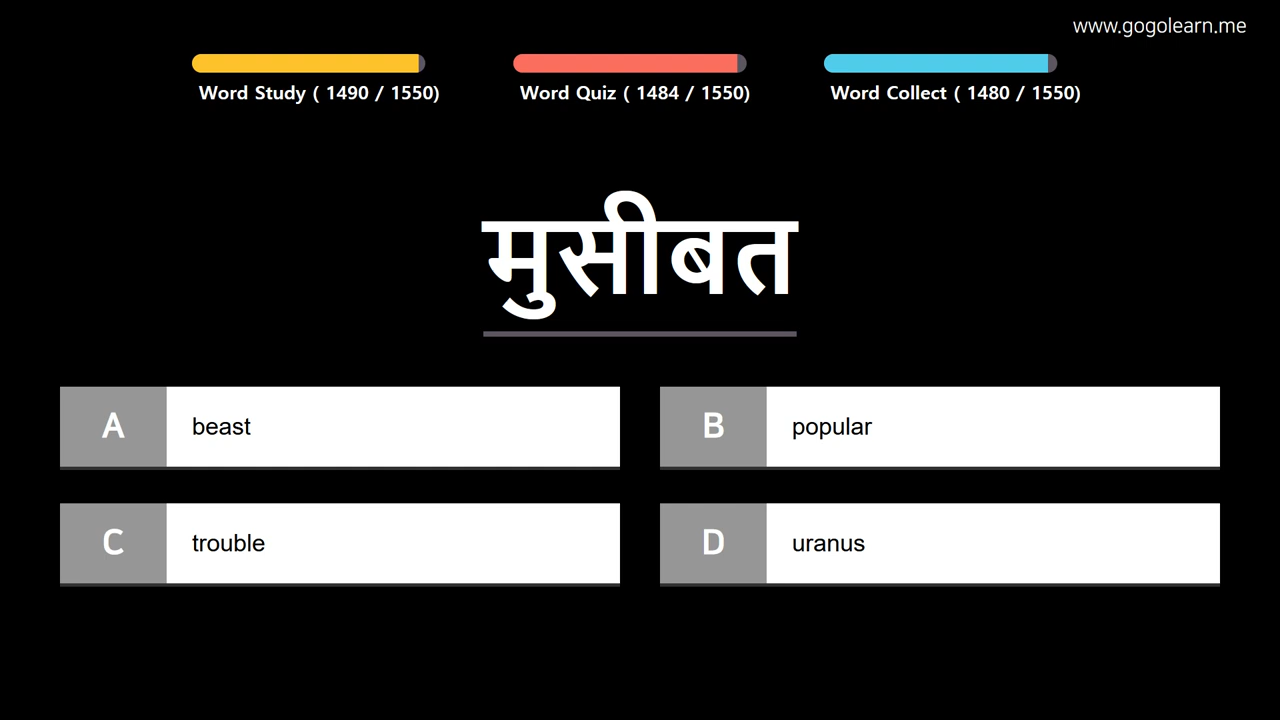 www.gogolearn.me
Word Study ( 1490 / 1550)
Word Quiz ( 1484 / 1550)
Word Collect ( 1480 / 1550)
मुसीबत
A beast
B popular
C trouble
D uranus